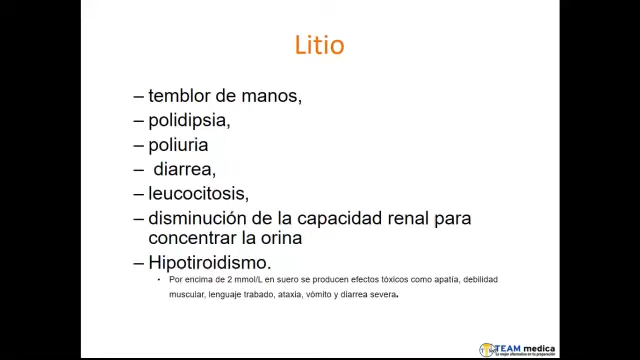 Litio
– temblor de manos,
– polidipsia,
– poliuria
– diarrea,
– leucocitosis,
– disminución de la capacidad renal para
concentrar la orina
– Hipotiroidismo.
• Por encima de 2 mmol/L en suero se producen efectos tóxicos como apatía, debilidad
muscular, lenguaje trabado, ataxia, vómito y diarrea severa.
TEAM medica
La mejor alternativa en tu preparación